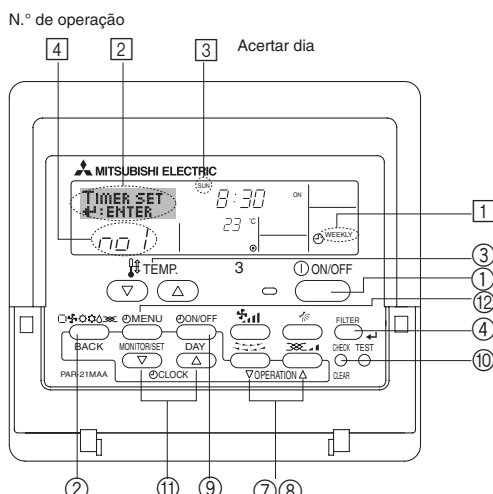 N.° de operação
4 2 3 Acertar dia
MITSUBISHI ELECTRIC
TIMER SET SUN 8:30 ON
↵:ENTER 23 °C
WEEKLY 1
no 1
TEMP. 3 ON/OFF 3
1
12
MENU ON/OFF FILTER
BACK MONITOR/SET DAY CHECK TEST 4
PAR-21MAA CLOCK OPERATION CLEAR 10
2 11 9 7 8